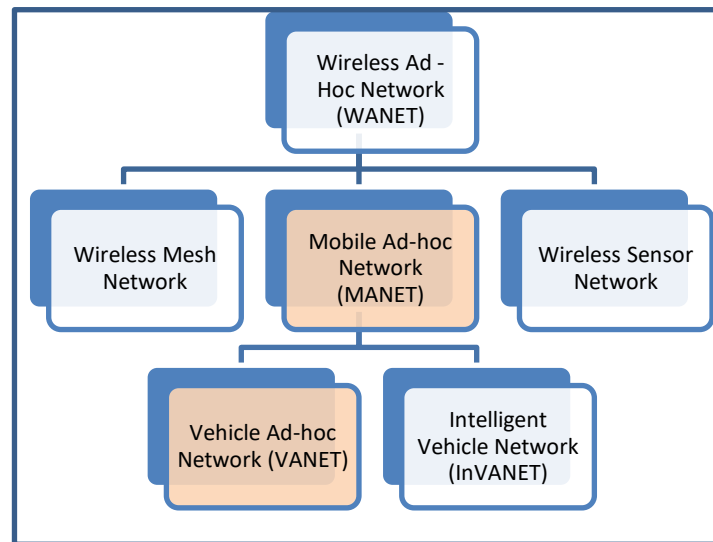 Wireless Ad -
Hoc Network
(WANET)
Wireless Mesh
Network
Mobile Ad-hoc
Network
(MANET)
Wireless Sensor
Network
Vehicle Ad-hoc
Network (VANET)
Intelligent
Vehicle Network
(InVANET)